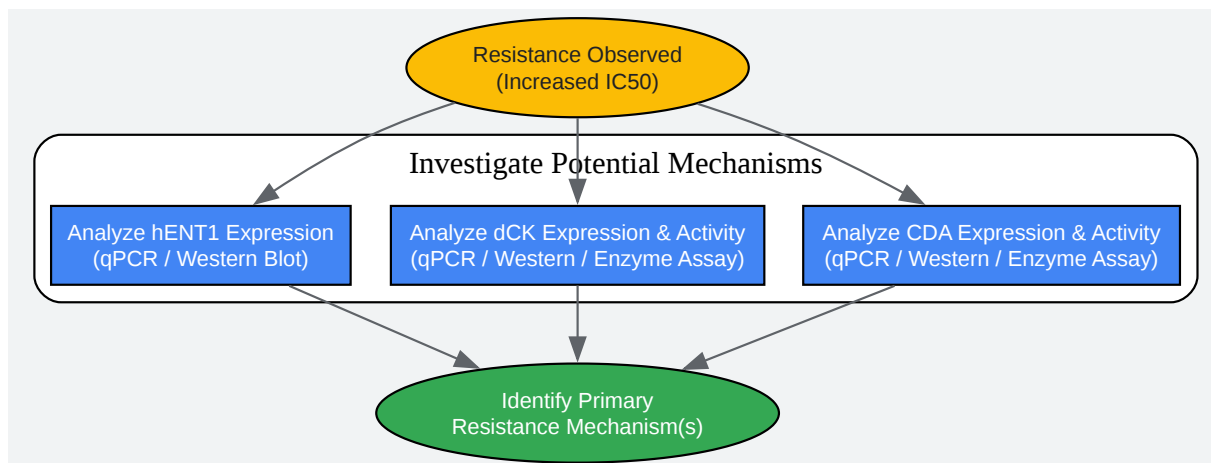 Resistance Observed
(Increased IC50)
Investigate Potential Mechanisms
Analyze hENT1 Expression
(qPCR / Western Blot)
Analyze dCK Expression & Activity
(qPCR / Western / Enzyme Assay)
Analyze CDA Expression & Activity
(qPCR / Western / Enzyme Assay)
Identify Primary
Resistance Mechanism(s)